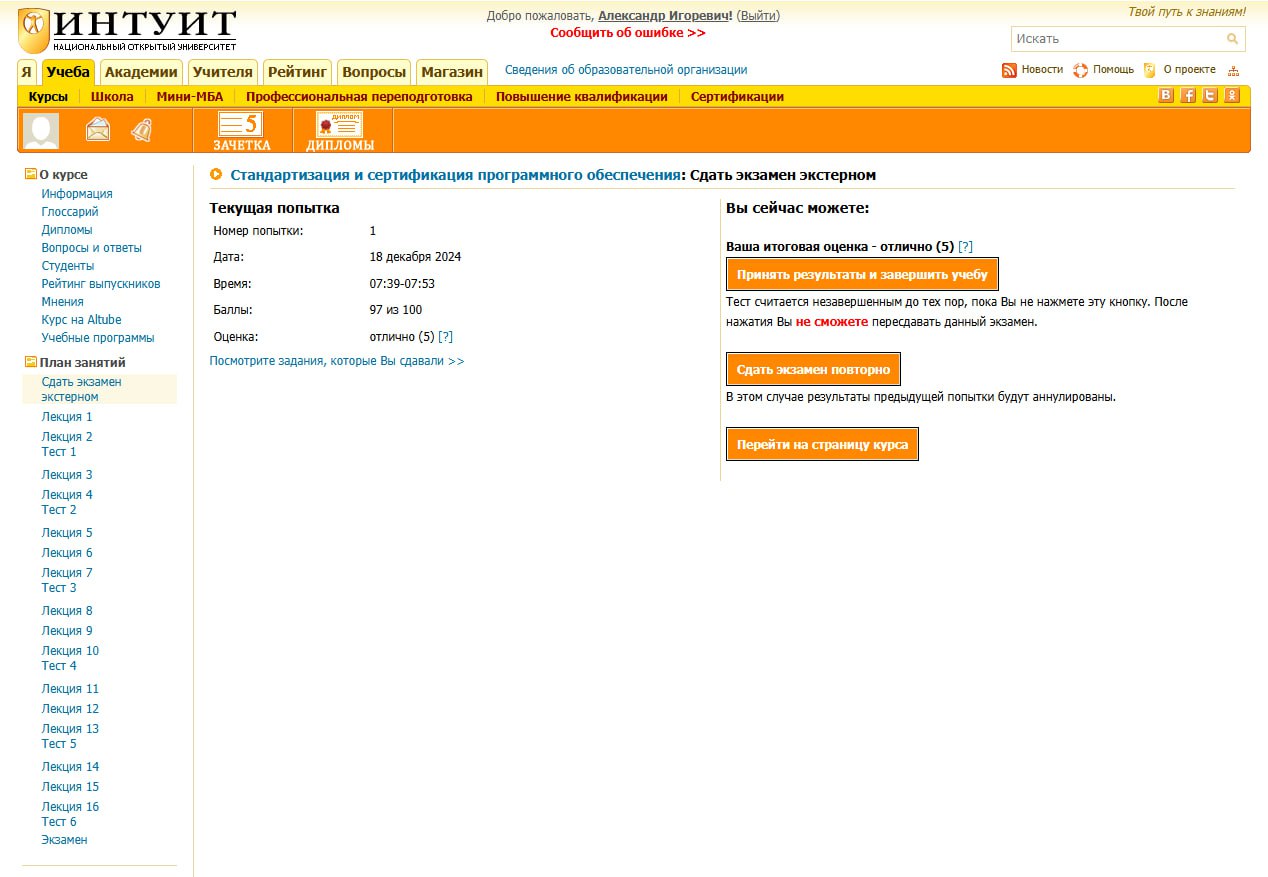 ИНТУИТ
НАЦИОНАЛЬНЫЙ ОТКРЫТЫЙ УНИВЕРСИТЕТ
Добро пожаловать, Александр Игоревич! (Выйти)
Сообщить об ошибке >>
Твой путь к знаниям!
Искать
Я Учеба Академии Учителя Рейтинг Вопросы Магазин Сведения об образовательной организации
Новости Помощь О проекте
Курсы Школа Мини-МБА Профессиональная переподготовка Повышение квалификации Сертификации
5
ЗАЧЕТКА
ДИПЛОМ
ДИПЛОМЫ
О курсе
Информация
Глоссарий
Дипломы
Вопросы и ответы
Студенты
Рейтинг выпускников
Мнения
Курс на Altube
Учебные программы
План занятий
Сдать экзамен
экстерном
Лекция 1
Лекция 2
Тест 1
Лекция 3
Лекция 4
Тест 2
Лекция 5
Лекция 6
Лекция 7
Тест 3
Лекция 8
Лекция 9
Лекция 10
Тест 4
Лекция 11
Лекция 12
Лекция 13
Тест 5
Лекция 14
Лекция 15
Лекция 16
Тест 6
Экзамен
Стандартизация и сертификация программного обеспечения: Сдать экзамен экстерном
Текущая попытка
Номер попытки: 1
Дата: 18 декабря 2024
Время: 07:39-07:53
Баллы: 97 из 100
Оценка: отлично (5) [?]
Посмотрите задания, которые Вы сдавали >>
Вы сейчас можете:
Ваша итоговая оценка - отлично (5) [?]
Принять результаты и завершить учебу
Тест считается незавершенным до тех пор, пока Вы не нажмете эту кнопку. После
нажатия Вы не сможете пересдавать данный экзамен.
Сдать экзамен повторно
В этом случае результаты предыдущей попытки будут аннулированы.
Перейти на страницу курса